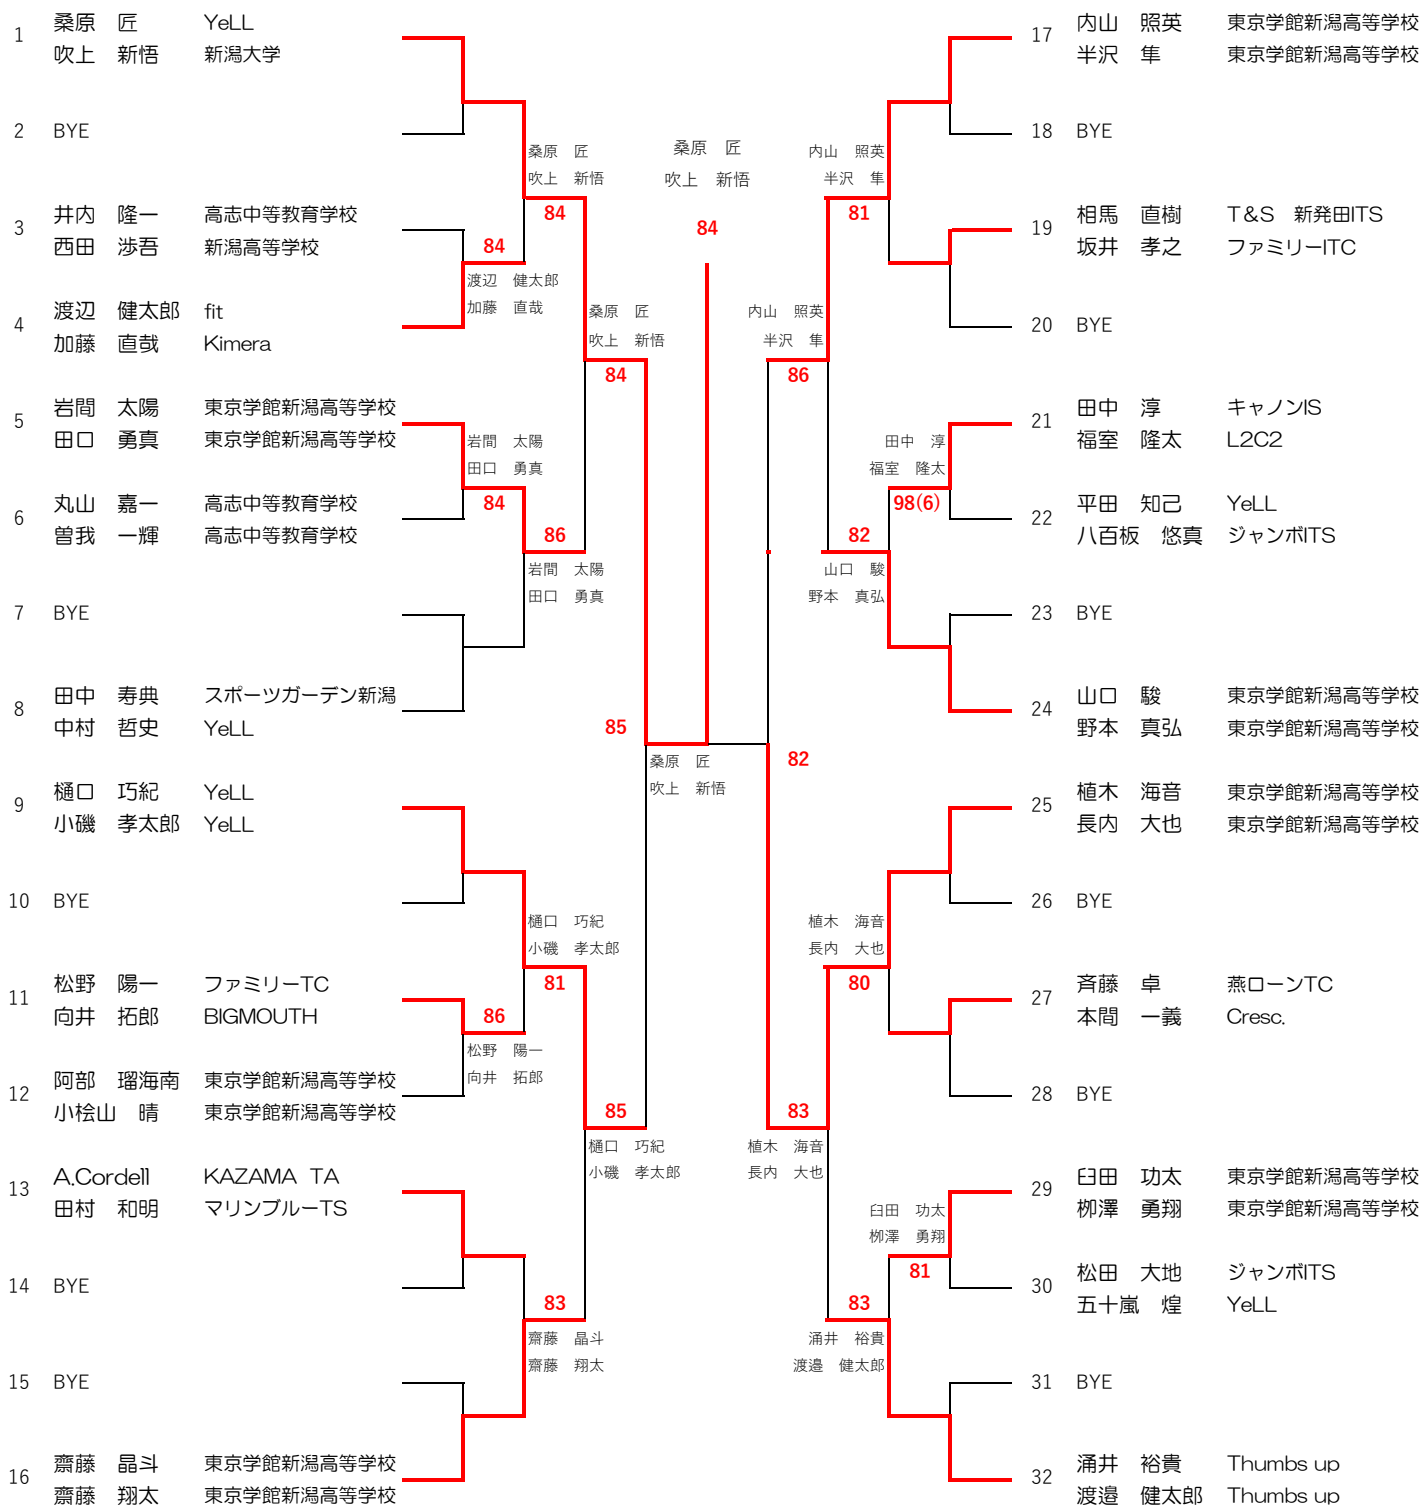 1
桑原　匠　YeLL
吹上　新悟　新潟大学
2 BYE
3
井内　隆一　高志中等教育学校
西田　渉吾　新潟高等学校
4
渡辺　健太郎　fit
加藤　直哉　Kimera
5
岩間　太陽　東京学館新潟高等学校
田口　勇真　東京学館新潟高等学校
6
丸山　嘉一　高志中等教育学校
曽我　一輝　高志中等教育学校
7 BYE
8
田中　寿典　スポーツガーデン新潟
中村　哲史　YeLL
9
樋口　巧紀　YeLL
小磯　孝太郎　YeLL
10 BYE
11
松野　陽一　ファミリーTC
向井　拓郎　BIGMOUTH
12
阿部　瑠海南　東京学館新潟高等学校
小桧山　晴　東京学館新潟高等学校
13
A.Cordell　KAZAMA TA
田村　和明　マリンブルーTS
14 BYE
15 BYE
16
齋藤　晶斗　東京学館新潟高等学校
齋藤　翔太　東京学館新潟高等学校
84
渡辺　健太郎
加藤　直哉
岩間　太陽
田口　勇真
84
86
松野　陽一
向井　拓郎
桑原　匠
吹上　新悟
84
86
岩間　太陽
田口　勇真
樋口　巧紀
小磯　孝太郎
81
83
齋藤　晶斗
齋藤　翔太
桑原　匠
吹上　新悟
84
85
樋口　巧紀
小磯　孝太郎
85
桑原　匠
吹上　新悟
桑原　匠
吹上　新悟
84
82
内山　照英
半沢　隼
86
83
植木　海音
長内　大也
内山　照英
半沢　隼
81
82
山口　駿
野本　真弘
植木　海音
長内　大也
80
83
涌井　裕貴
渡邉　健太郎
田中　淳
福室　隆太
98(6)
臼田　功太
栁澤　勇翔
81
17
内山　照英　東京学館新潟高等学校
半沢　隼　東京学館新潟高等学校
18 BYE
19
相馬　直樹　T&S　新発田ITS
坂井　孝之　ファミリーITC
20 BYE
21
田中　淳　キャノンIS
福室　隆太　L2C2
22
平田　知己　YeLL
八百板　悠真　ジャンボITS
23 BYE
24
山口　駿　東京学館新潟高等学校
野本　真弘　東京学館新潟高等学校
25
植木　海音　東京学館新潟高等学校
長内　大也　東京学館新潟高等学校
26 BYE
27
斉藤　卓　燕ローンTC
本間　一義　Cresc.
28 BYE
29
臼田　功太　東京学館新潟高等学校
栁澤　勇翔　東京学館新潟高等学校
30
松田　大地　ジャンボITS
五十嵐　煌　YeLL
31 BYE
32
涌井　裕貴　Thumbs up
渡邉　健太郎　Thumbs up